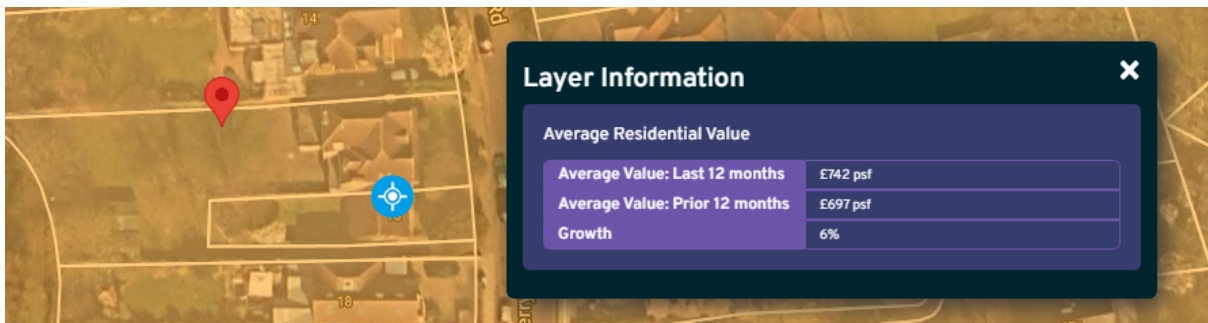 14
Rd
Layer Information
Average Residential Value
Average Value: Last 12 months £742 psf
Average Value: Prior 12 months £697 psf
Growth 6%
18